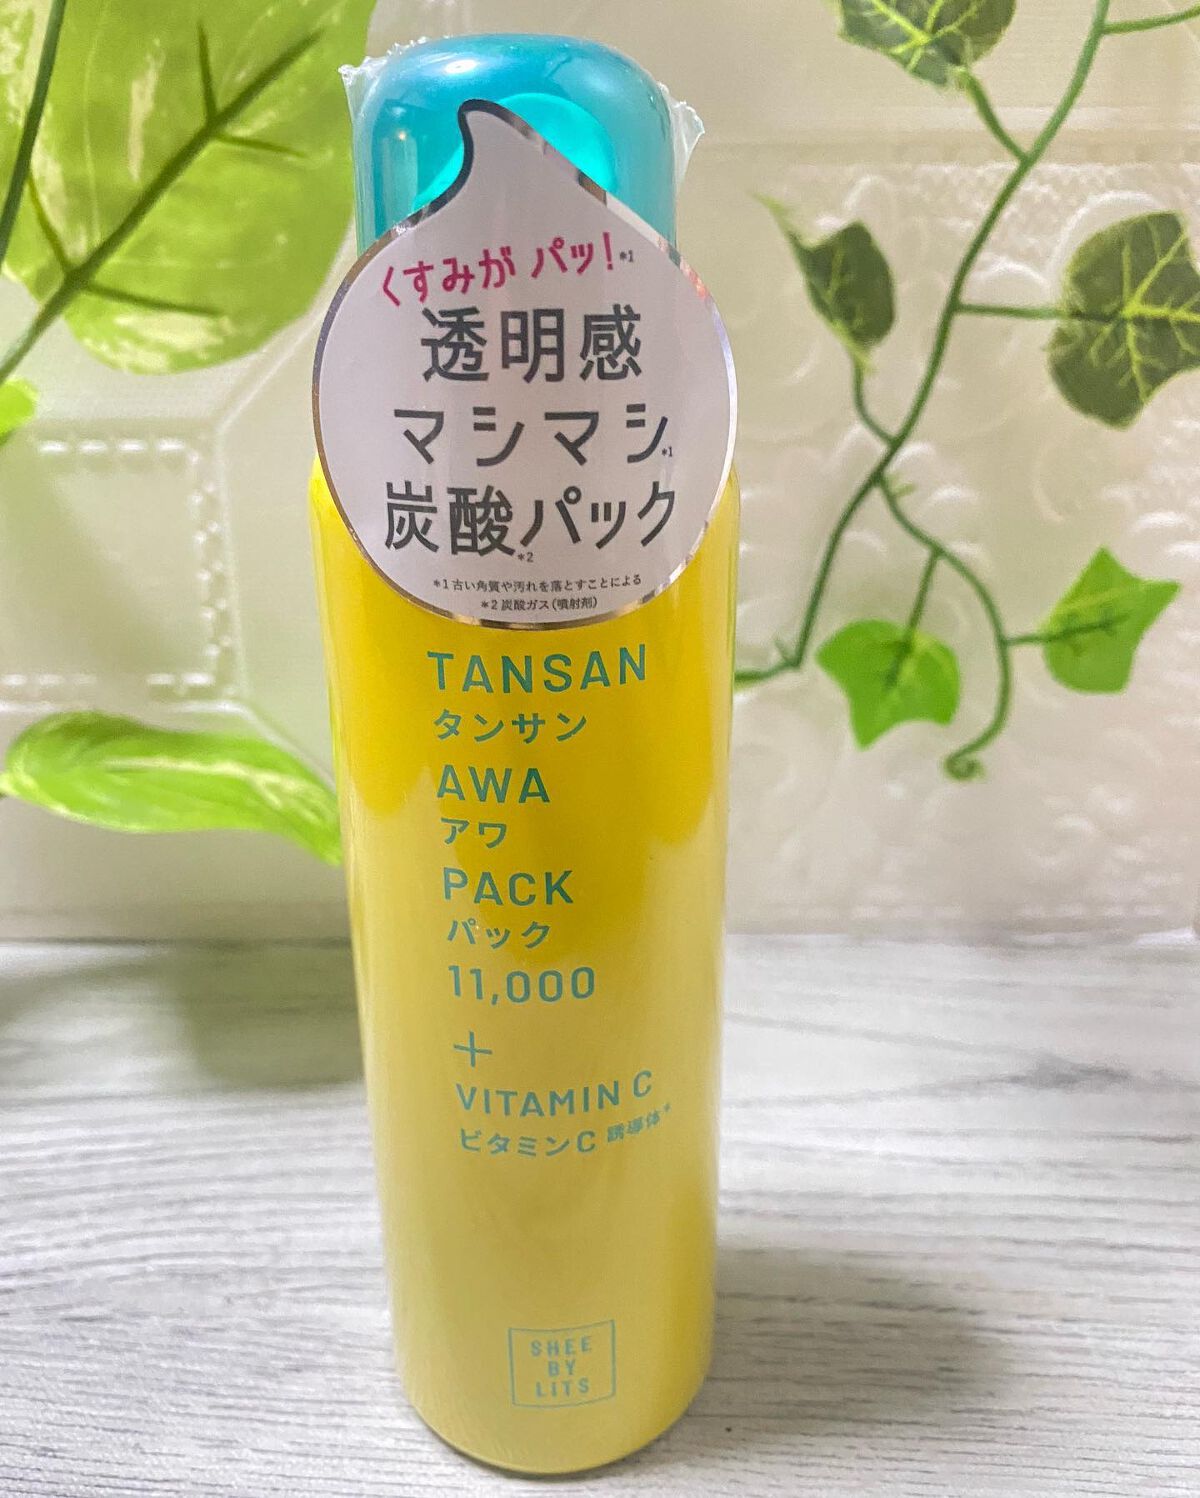 くすみが パッ!*1
透明感
マシマシ*1
炭酸パック*2
*1 古い角質や汚れを落とすことによる
*2 炭酸ガス(噴射剤)
TANSAN
タンサン
AWA
アワ
PACK
パック
11,000
+
VITAMIN C
ビタミンC 誘導体*
SHEE
BY
LITS